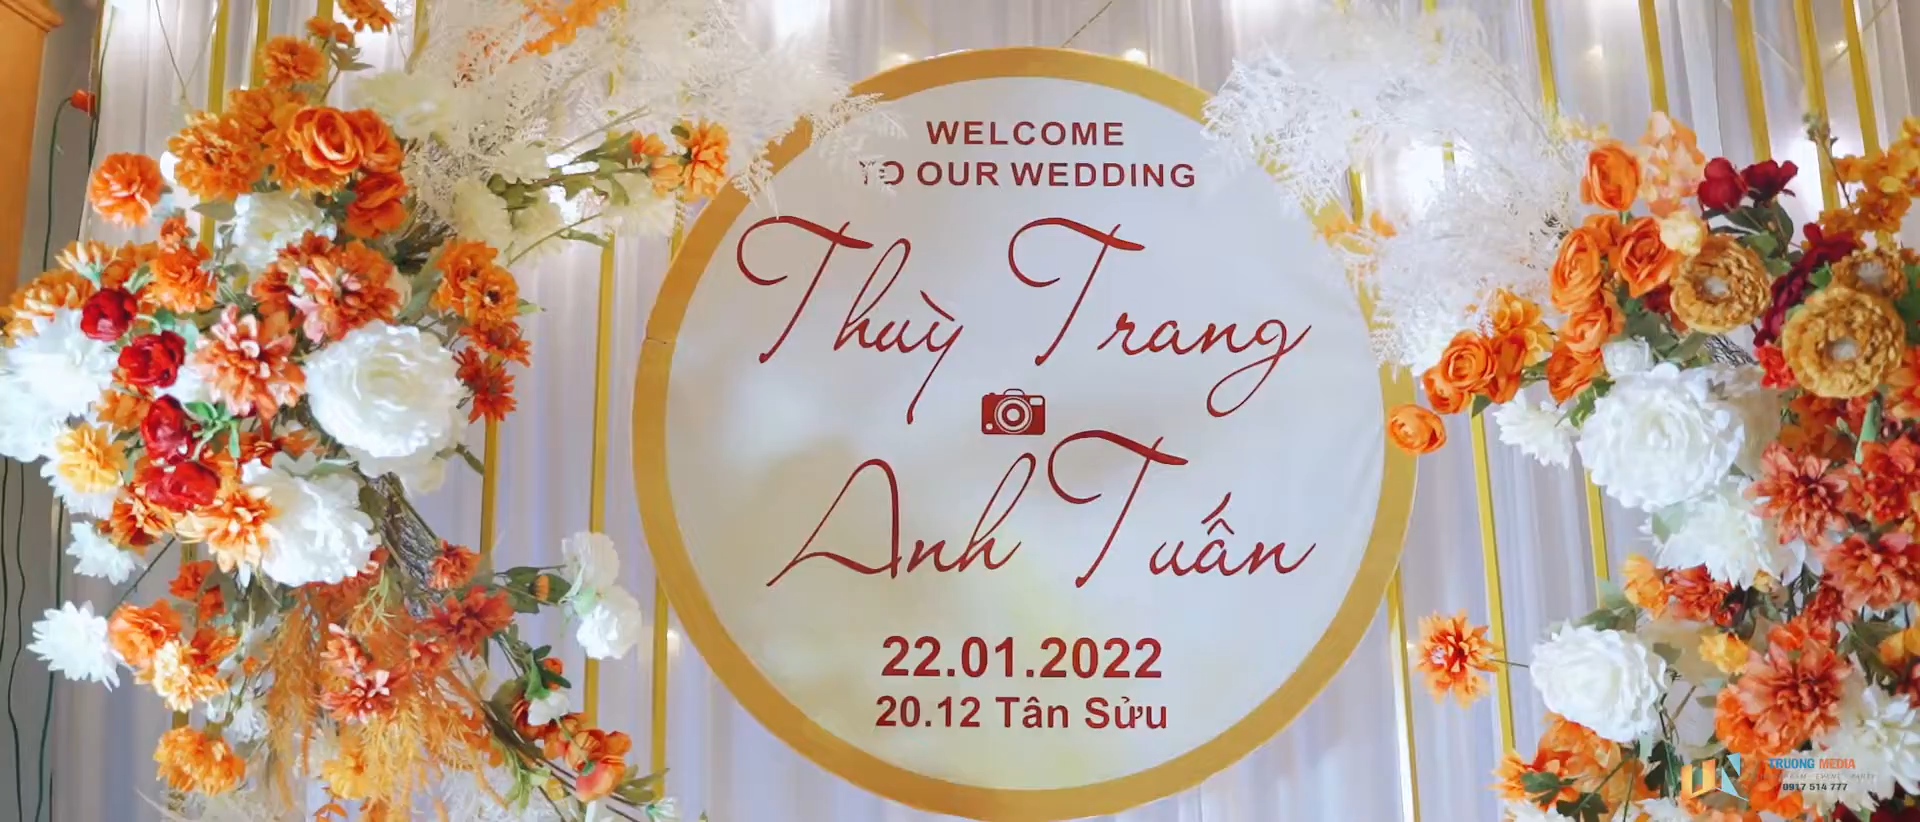 WELCOME
TO OUR WEDDING
Thuỳ Trang
Anh Tuấn
22.01.2022
20.12 Tân Sửu
TRUONG MEDIA
0917 514 777